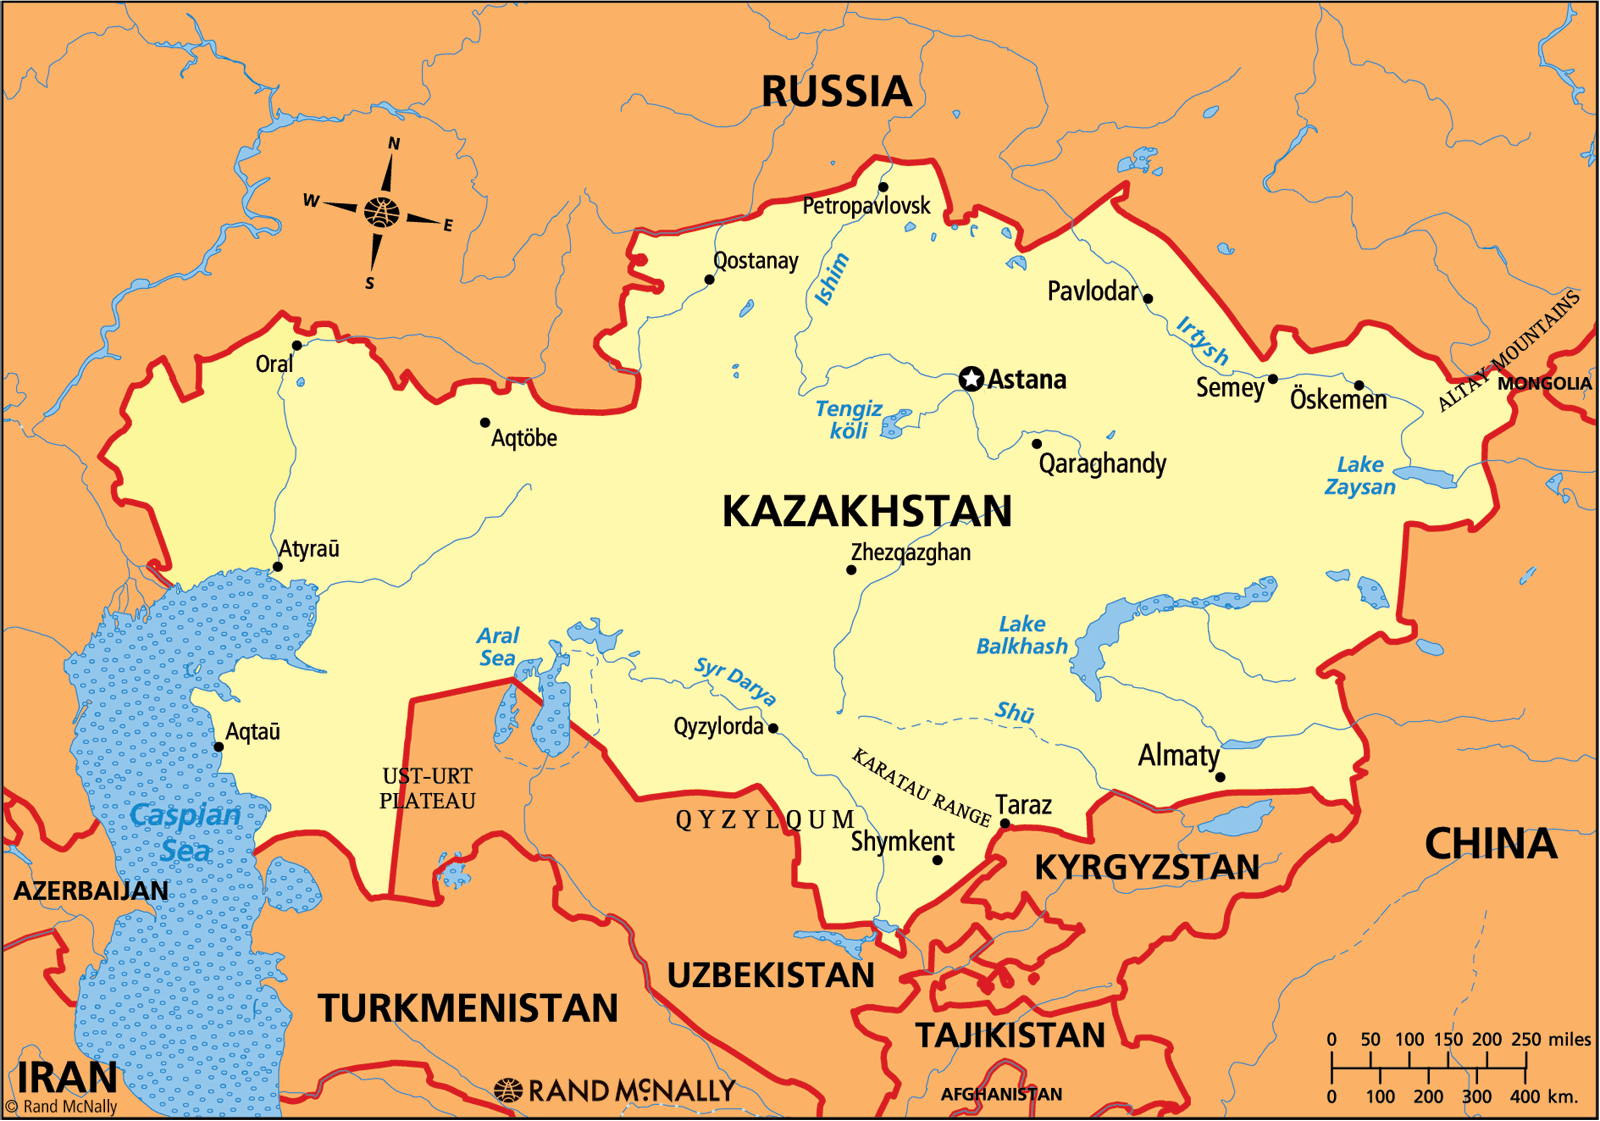 RUSSIA
N
W
E
S
Petropavlovsk
Qostanay
Ishim
Pavlodar
Irtysh
ALTAY MOUNTAINS
Oral
Astana
Semey
Öskemen
MONGOLIA
Tengiz
köli
Aqtöbe
Qaraghandy
Lake
Zaysan
KAZAKHSTAN
Atyraū
Zhezqazghan
Aral
Sea
Lake
Balkhash
Syr Darya
Shū
Qyzylorda
Aqtaū
Almaty
UST-URT
PLATEAU
KARATAU RANGE
Caspian
Sea
QYZYLQUM
Taraz
Shymkent
CHINA
KYRGYZSTAN
AZERBAIJAN
UZBEKISTAN
TURKMENISTAN
TAJIKISTAN
0 50 100 150 200 250 miles
0 100 200 300 400 km.
IRAN
RAND McNALLY
AFGHANISTAN
© Rand McNally